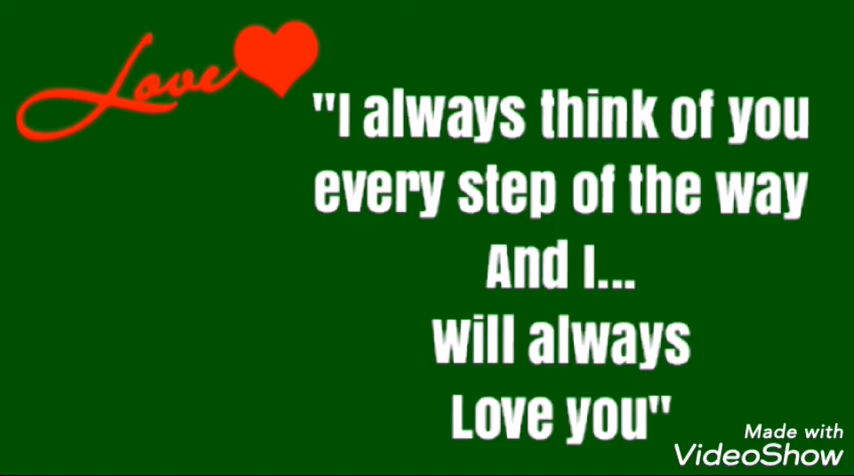 Love
"I always think of you
every step of the way
And I...
Will always
Love you"
Made with
VideoShow